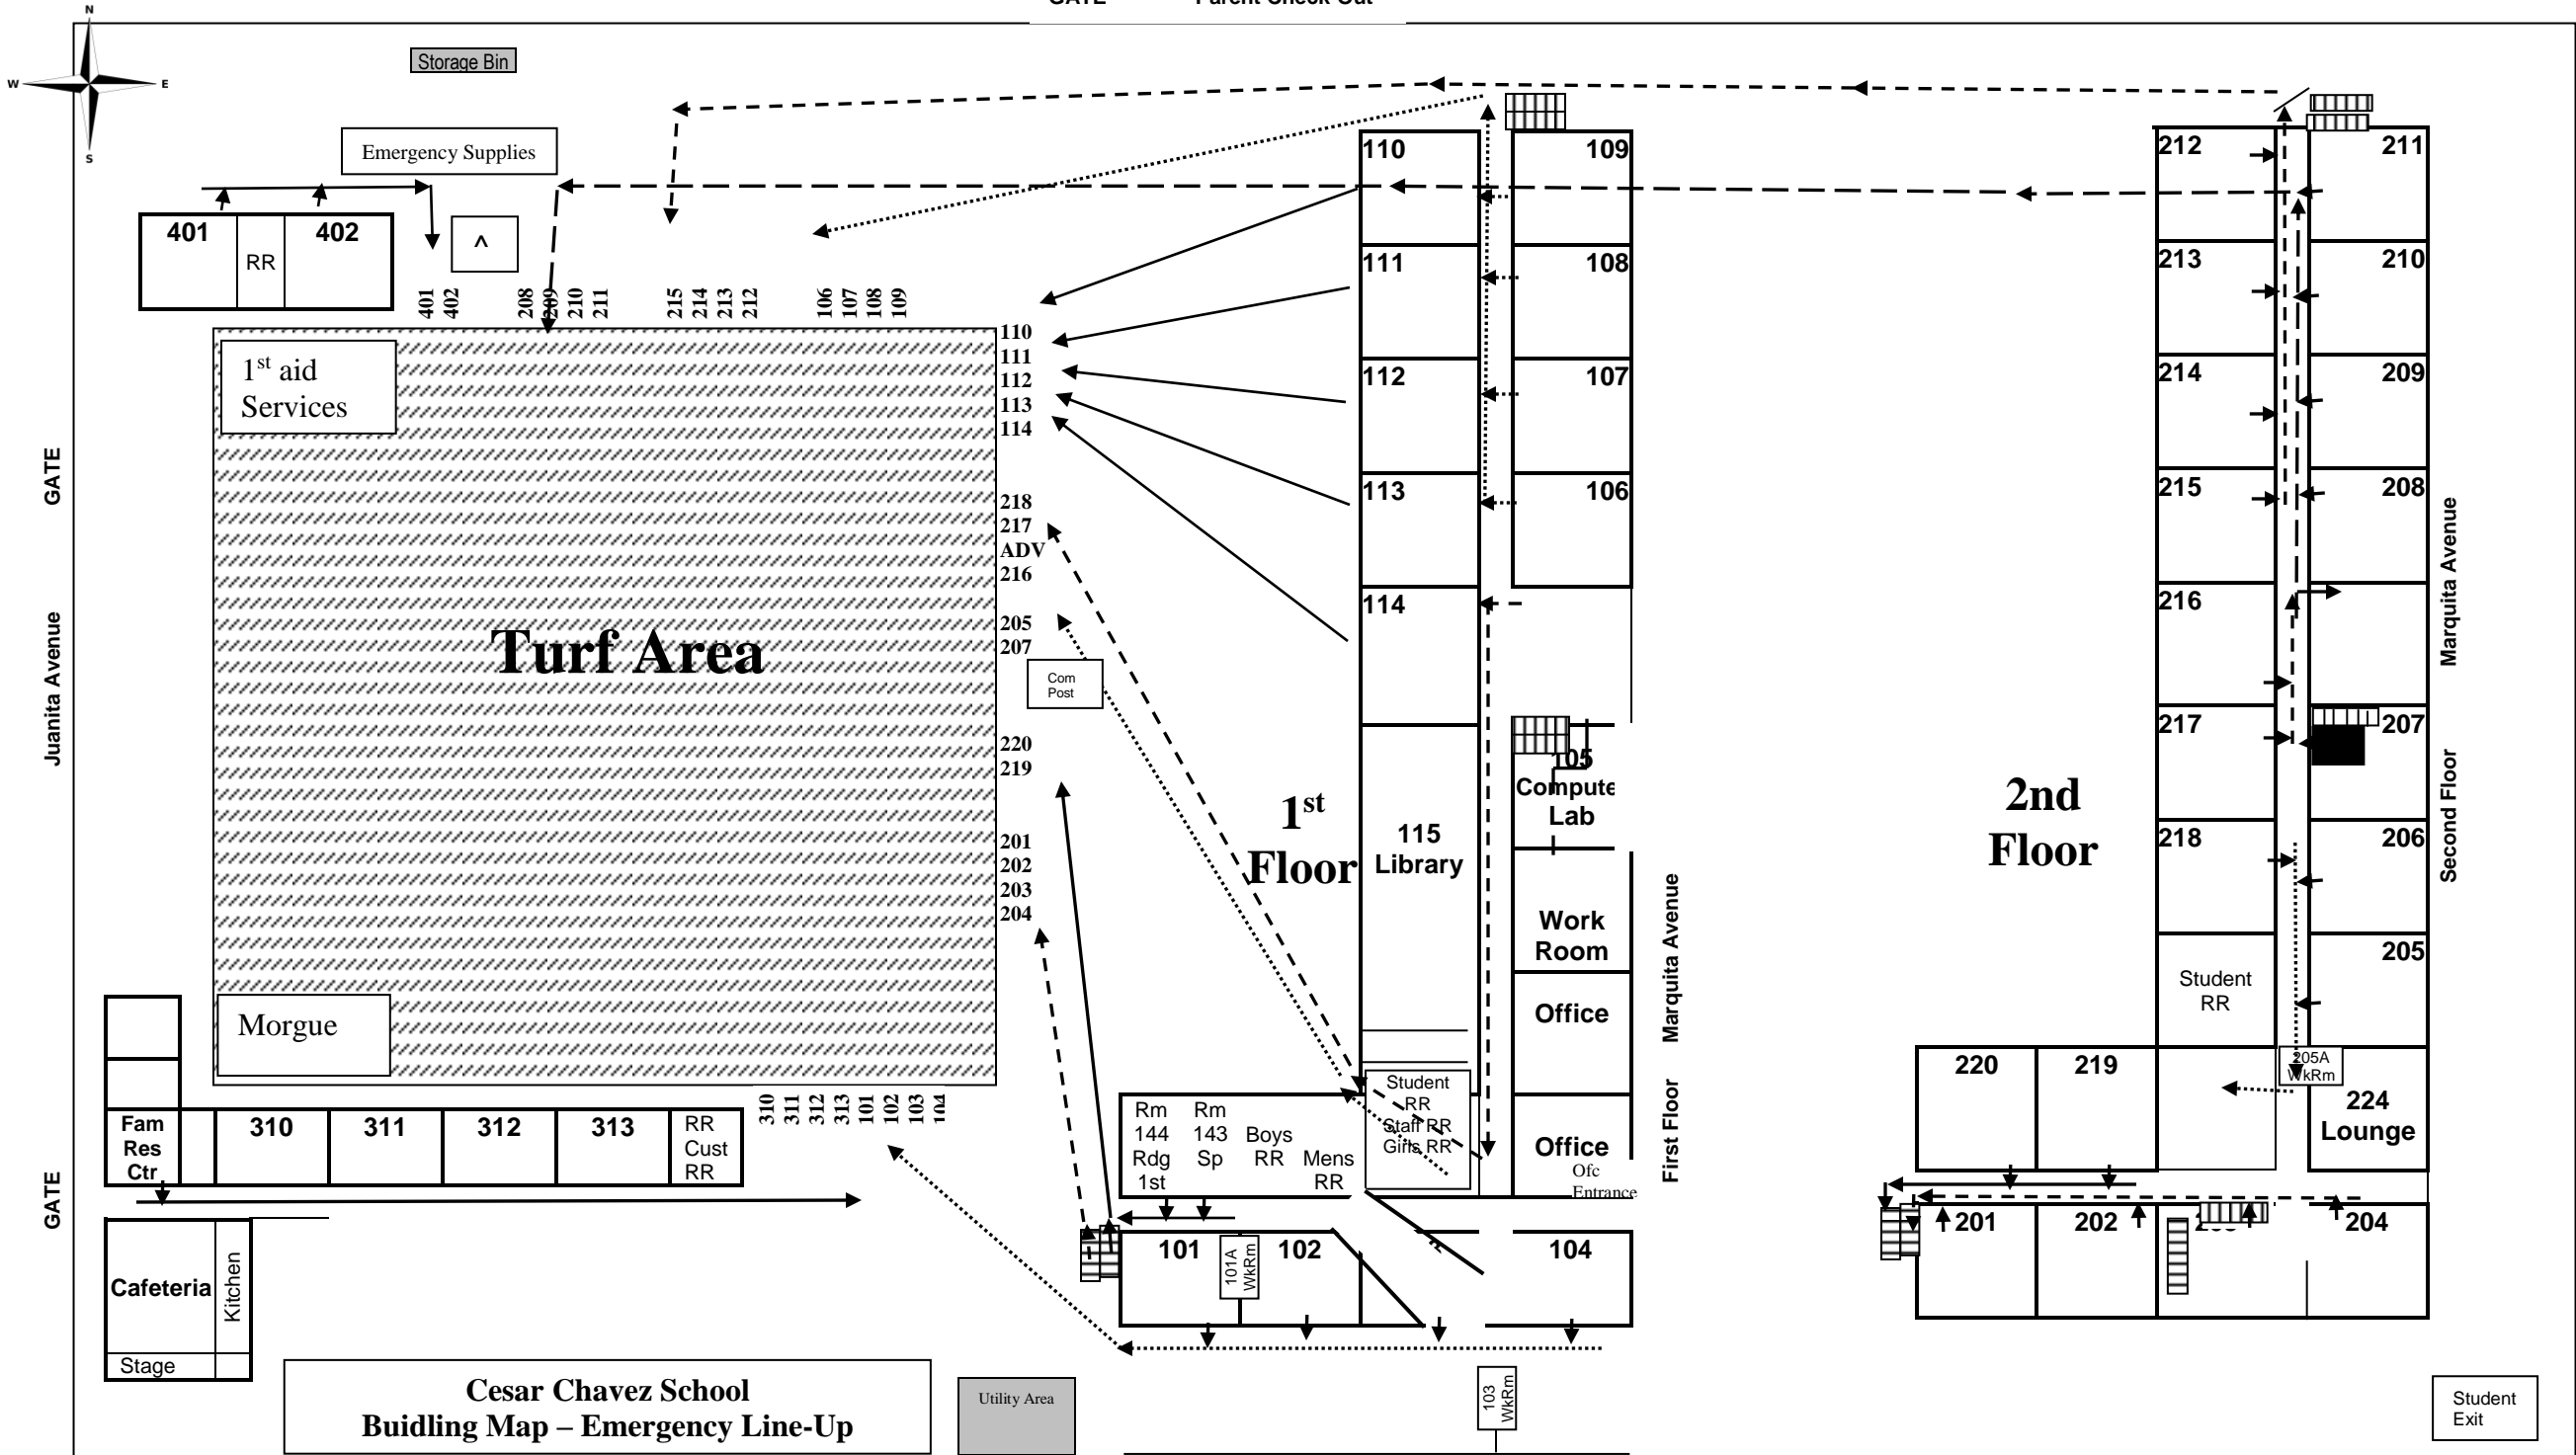 GATE Parent Check Out
N
W E
S
Storage Bin
Emergency Supplies
401
RR
402
^
401
402
208
209
210
211
215
214
213
212
106
107
108
109
1st aid
Services
110
111
112
113
114
218
217
ADV
216
205
207
Com
Post
220
219
201
202
203
204
Turf Area
Morgue
310
311
312
313
101
102
103
104
GATE
Juanita Avenue
GATE
Fam
Res
Ctr
310
311
312
313
RR
Cust
RR
Cafeteria
Kitchen
Stage
110
109
111
108
112
107
113
106
114
105
Compute
Lab
1st
Floor
115
Library
Work
Room
Office
Office
Ofc
Entrance
Student
RR
Staff RR
Girls RR
Rm
144
Rdg
1st
Rm
143
Sp
Boys
RR
Mens
RR
101
101A
WkRm
102
104
103
WkRm
First Floor Marquita Avenue
212
211
213
210
214
209
215
208
216
217
207
218
206
205
Student
RR
2nd
Floor
220
219
205A
WkRm
224
Lounge
201
202
204
Second Floor Marquita Avenue
Cesar Chavez School
Buidling Map – Emergency Line-Up
Utility Area
Student
Exit